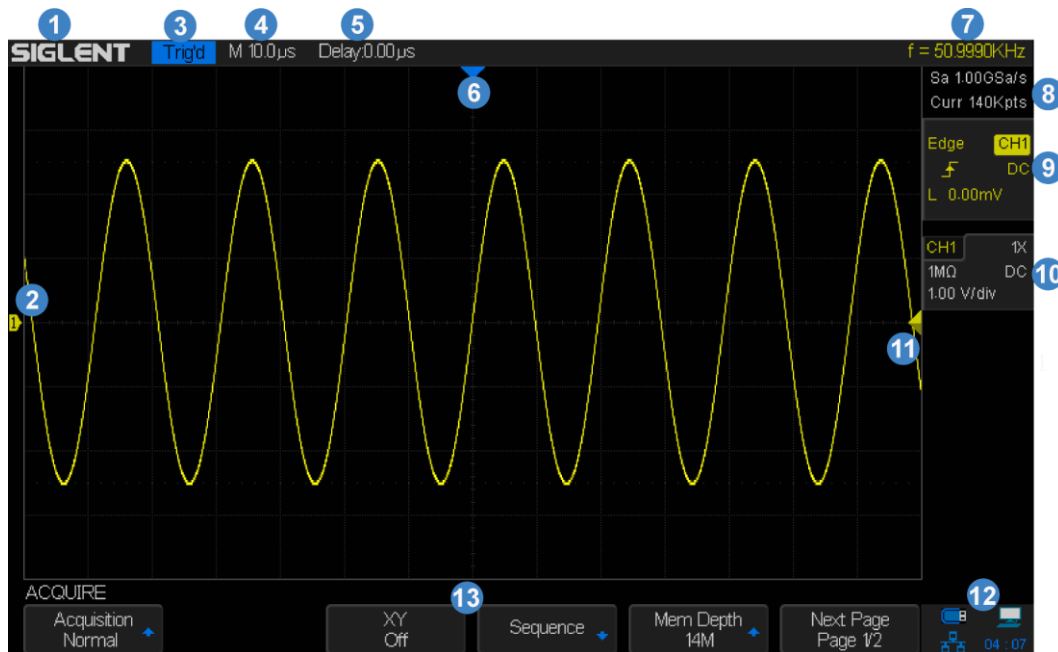 1 3 4 5 7
SIGLENT Trig'd M 10.0μs Delay:0.00μs f = 50.9990KHz
6
Sa 1.00GSa/s
Curr 140Kpts
8
Edge CH1
DC
9
L 0.00mV
CH1 1X
1MΩ DC
10
1.00 V/div
2
1
11
1
ACQUIRE
13
12
Acquisition
Normal
XY
Off
Sequence
Mem Depth
14M
Next Page
Page 1/2
04 : 07